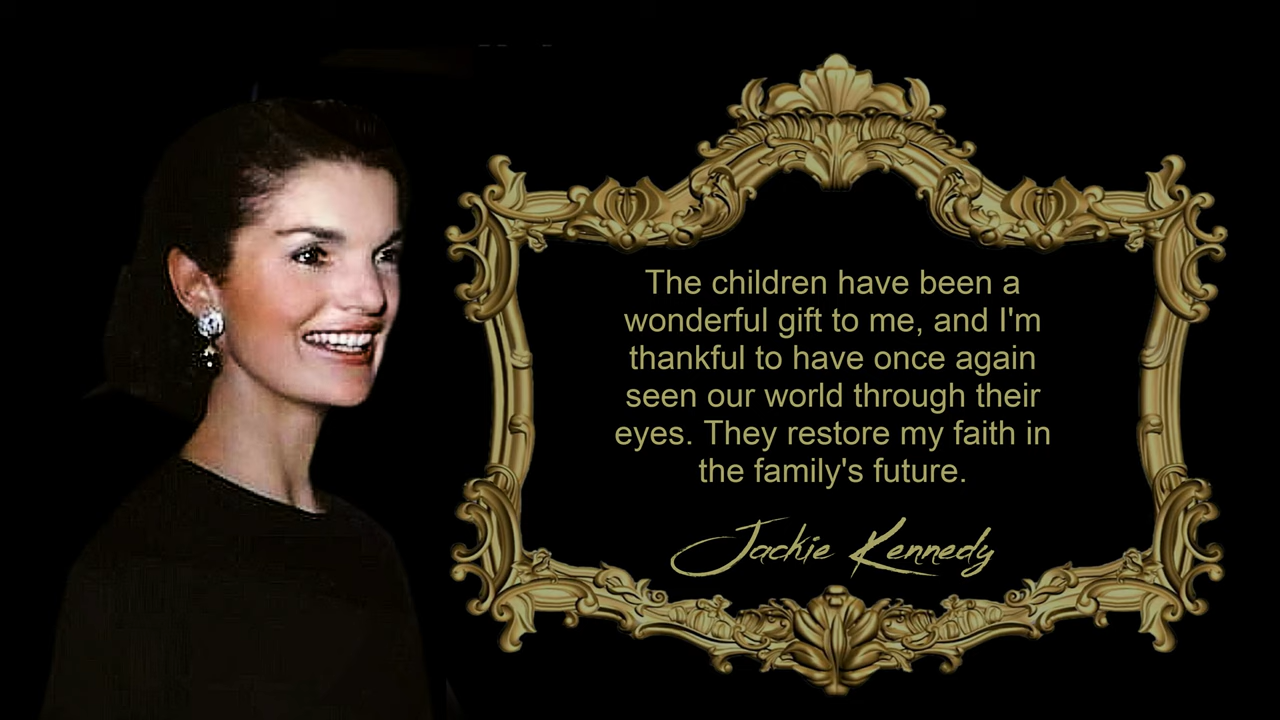 The children have been a
wonderful gift to me, and I'm
thankful to have once again
seen our world through their
eyes. They restore my faith in
the family's future.
Jackie Kennedy